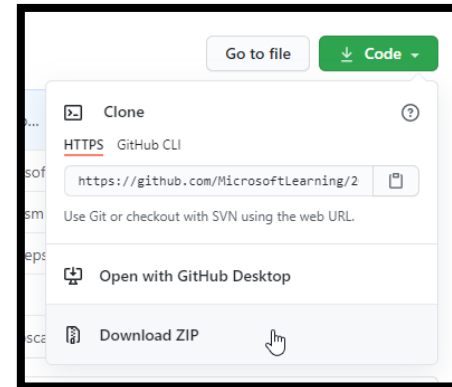 Go to file
Code
Clone
HTTPS GitHub CLI
https://github.com/MicrosoftLearning/2
Use Git or checkout with SVN using the web URL.
Open with GitHub Desktop
Download ZIP